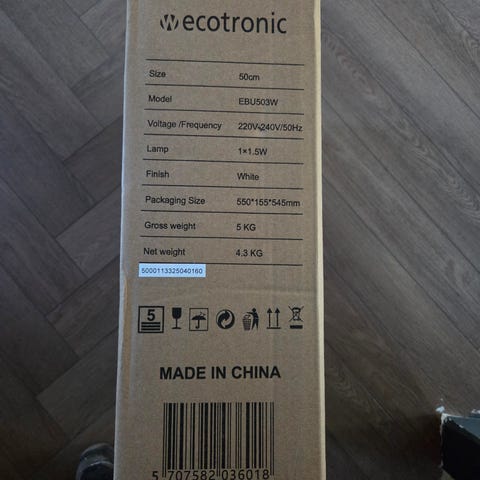 wecotronic
Size 50cm
Model EBU503W
Voltage /Frequency 220V-240V/50Hz
Lamp 1×1.5W
Finish White
Packaging Size 550*155*545mm
Gross weight 5 KG
Net weight 4.3 KG
5000113325040160
5
MADE IN CHINA
5 707582 036018